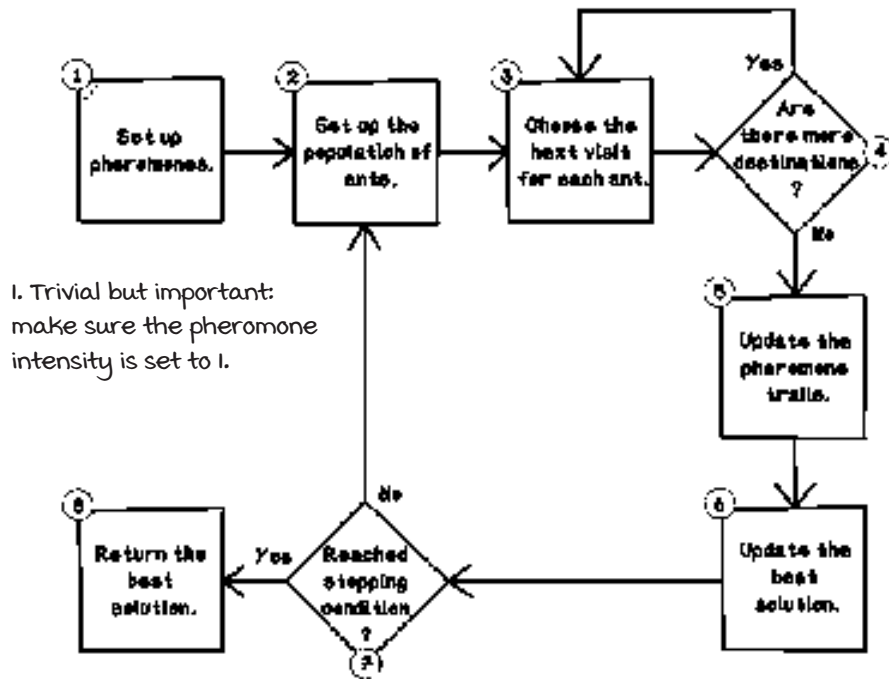 1
Set up
pheromones.
2
Set up the
population of
ants.
3
Choose the
next visit
for each ant.
Yes
Are
there more
destinations
?
4
No
1. Trivial but important:
make sure the pheromone
intensity is set to 1.
5
Update the
pheromone
trails.
6
Update the
best
solution.
No
Reached
stopping
condition
?
7
Yes
8
Return the
best
solution.